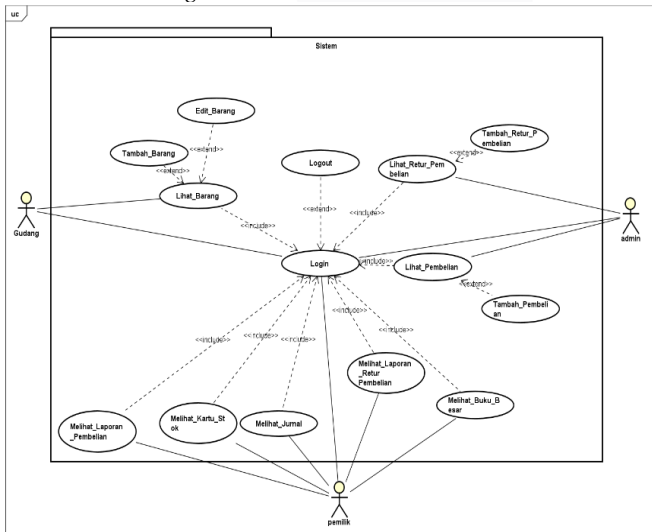 uc
Sistem
Edit_Barang
Tambah_Barang
<<extend>>
<<extend>>
Lihat_Barang
Logout
Lihat_Retur_Pem
belian
Tambah_Retur_P
embelian
<<extend>>
Gudang
admin
<<include>>
<<extend>>
<<include>>
Login
<<include>>
Lihat_Pembelian
<<extend>>
Tambah_Pembeli
an
<<include>>
<<include>>
<<include>>
<<include>>
<<include>>
Melihat_Laporan
_Pembelian
Melihat_Kartu_St
ok
Melihat_Jurnal
Melihat_Laporan
_Retur
Pembelian
Melihat_Buku_B
esar
pemilik